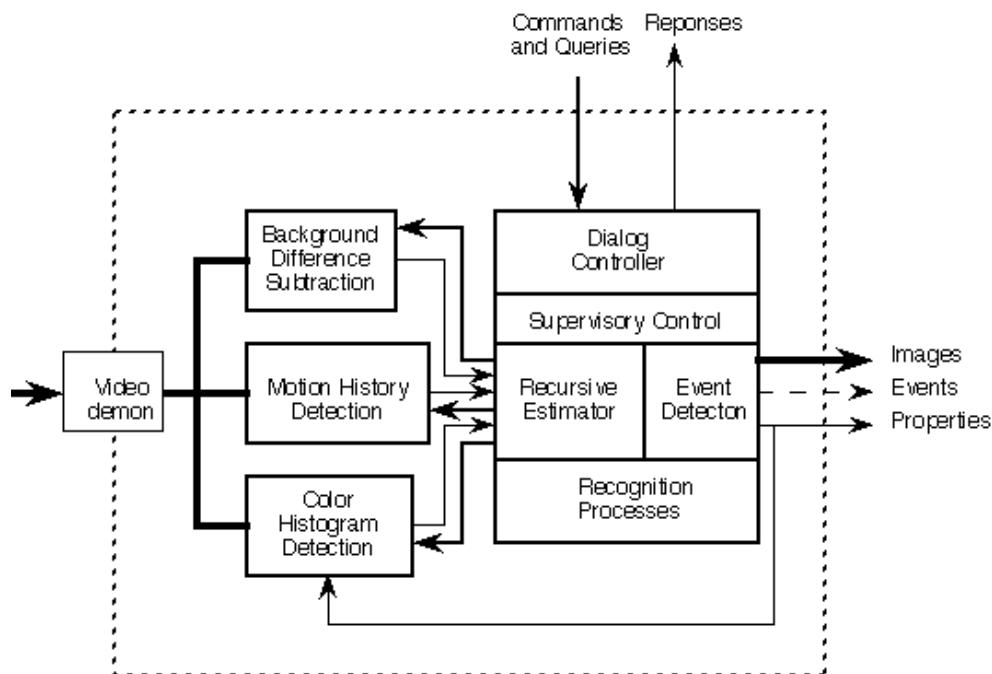 Commands
and Queries
Reponses
Background
Difference
Subtraction
Dialog
Controller
Supervisory Control
Video
demon
Motion History
Detection
Recursive
Estimator
Event
Detecton
Images
Events
Properties
Color
Histogram
Detection
Recognition
Processes